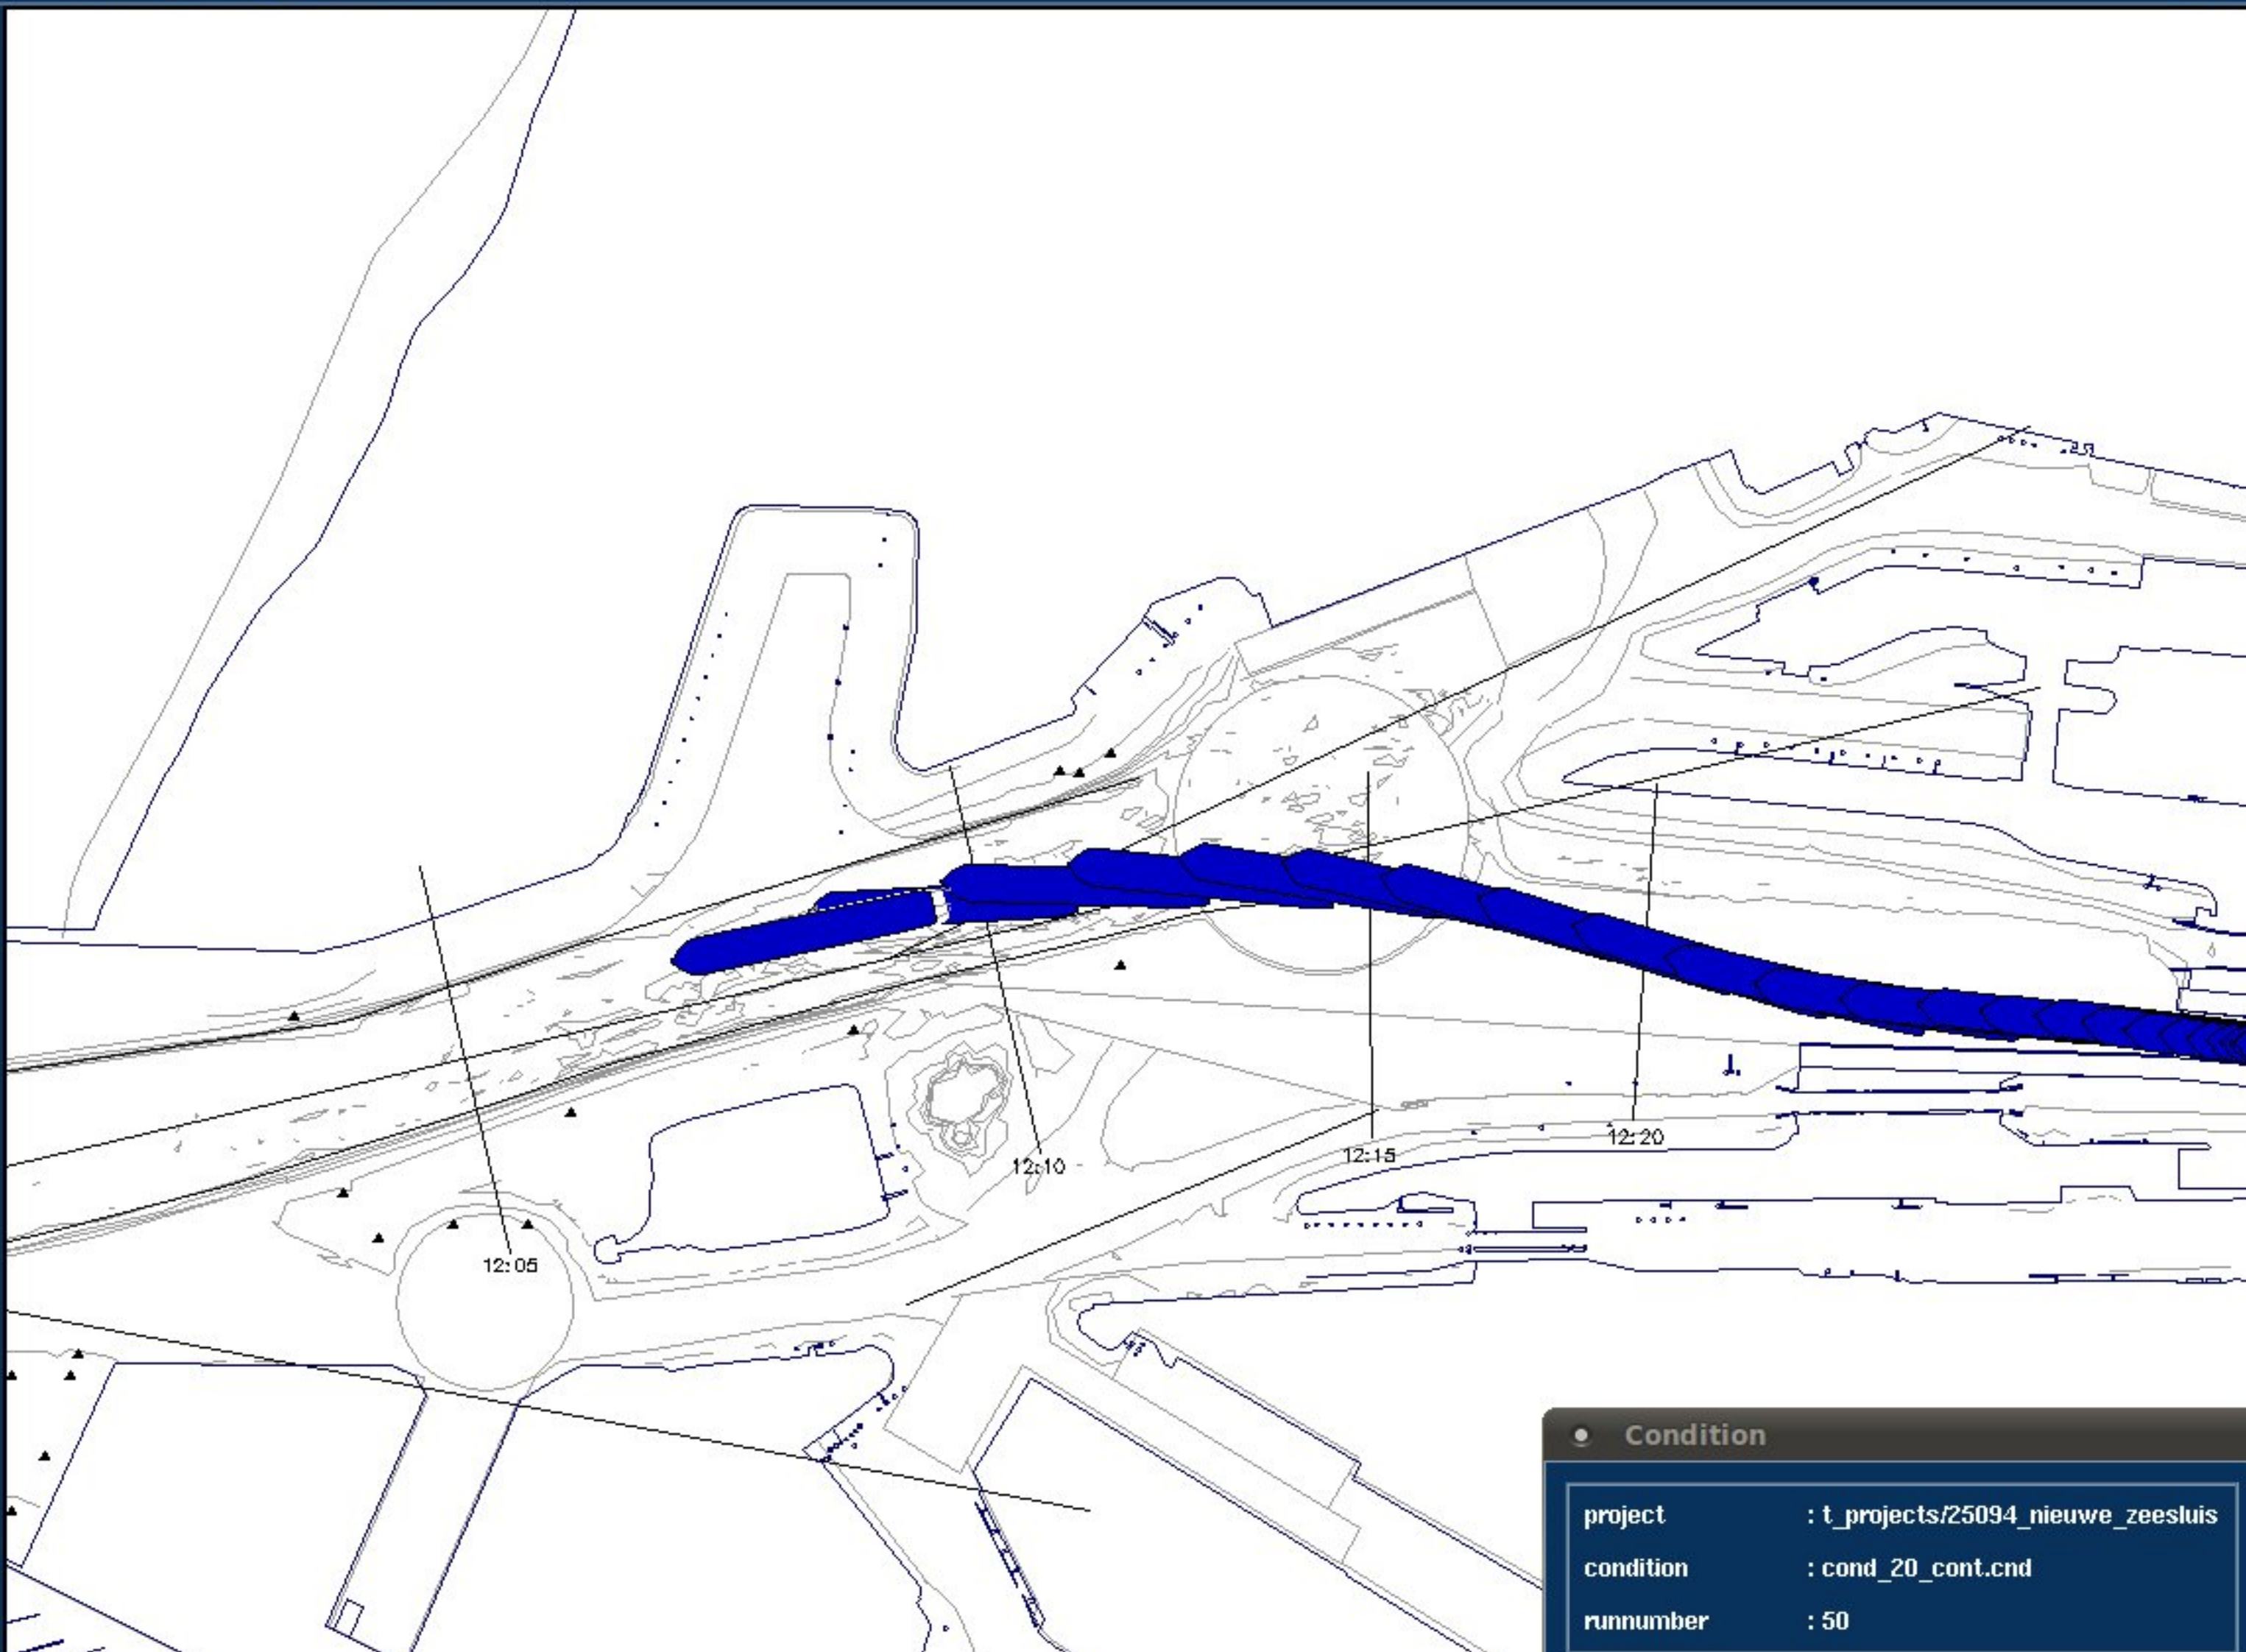 12:20
12:15
12:10
12:05
Condition
project : t_projects/25094_nieuwe_zeesluis
condition : cond_20_cont.cnd
runnumber : 50